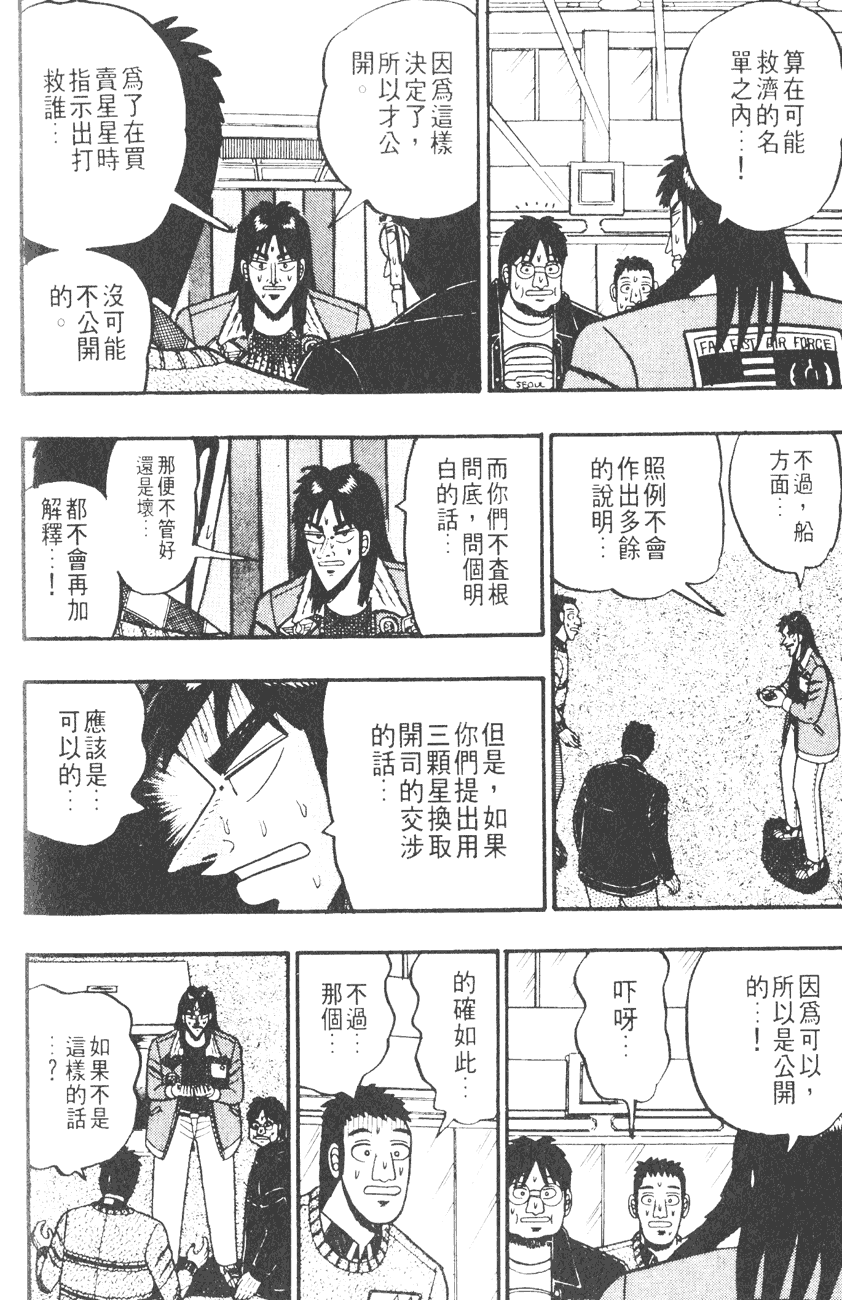 算在可能
救濟的名
單之內…!
FAR EAST AIR FORCE
SEOUL
因爲這樣
決定了，
所以才公
開。
爲了在買
賣星星時
指示出打
救誰…
沒可能
不公開
的。
不過，船
方面…
照例不會
作出多餘
的說明…
而你們不查根
問底，問個明
白的話…
那便不管好
還是壞…
都不會再加
解釋…!
但是，如果
你們提出用
三顆星換取
開司的交涉
的話…
應該是…
可以的…
因爲可以，
所以是公開
的…!
吓呀…
的確如此…
不過…
那個…
如果不是
這樣的話
…?